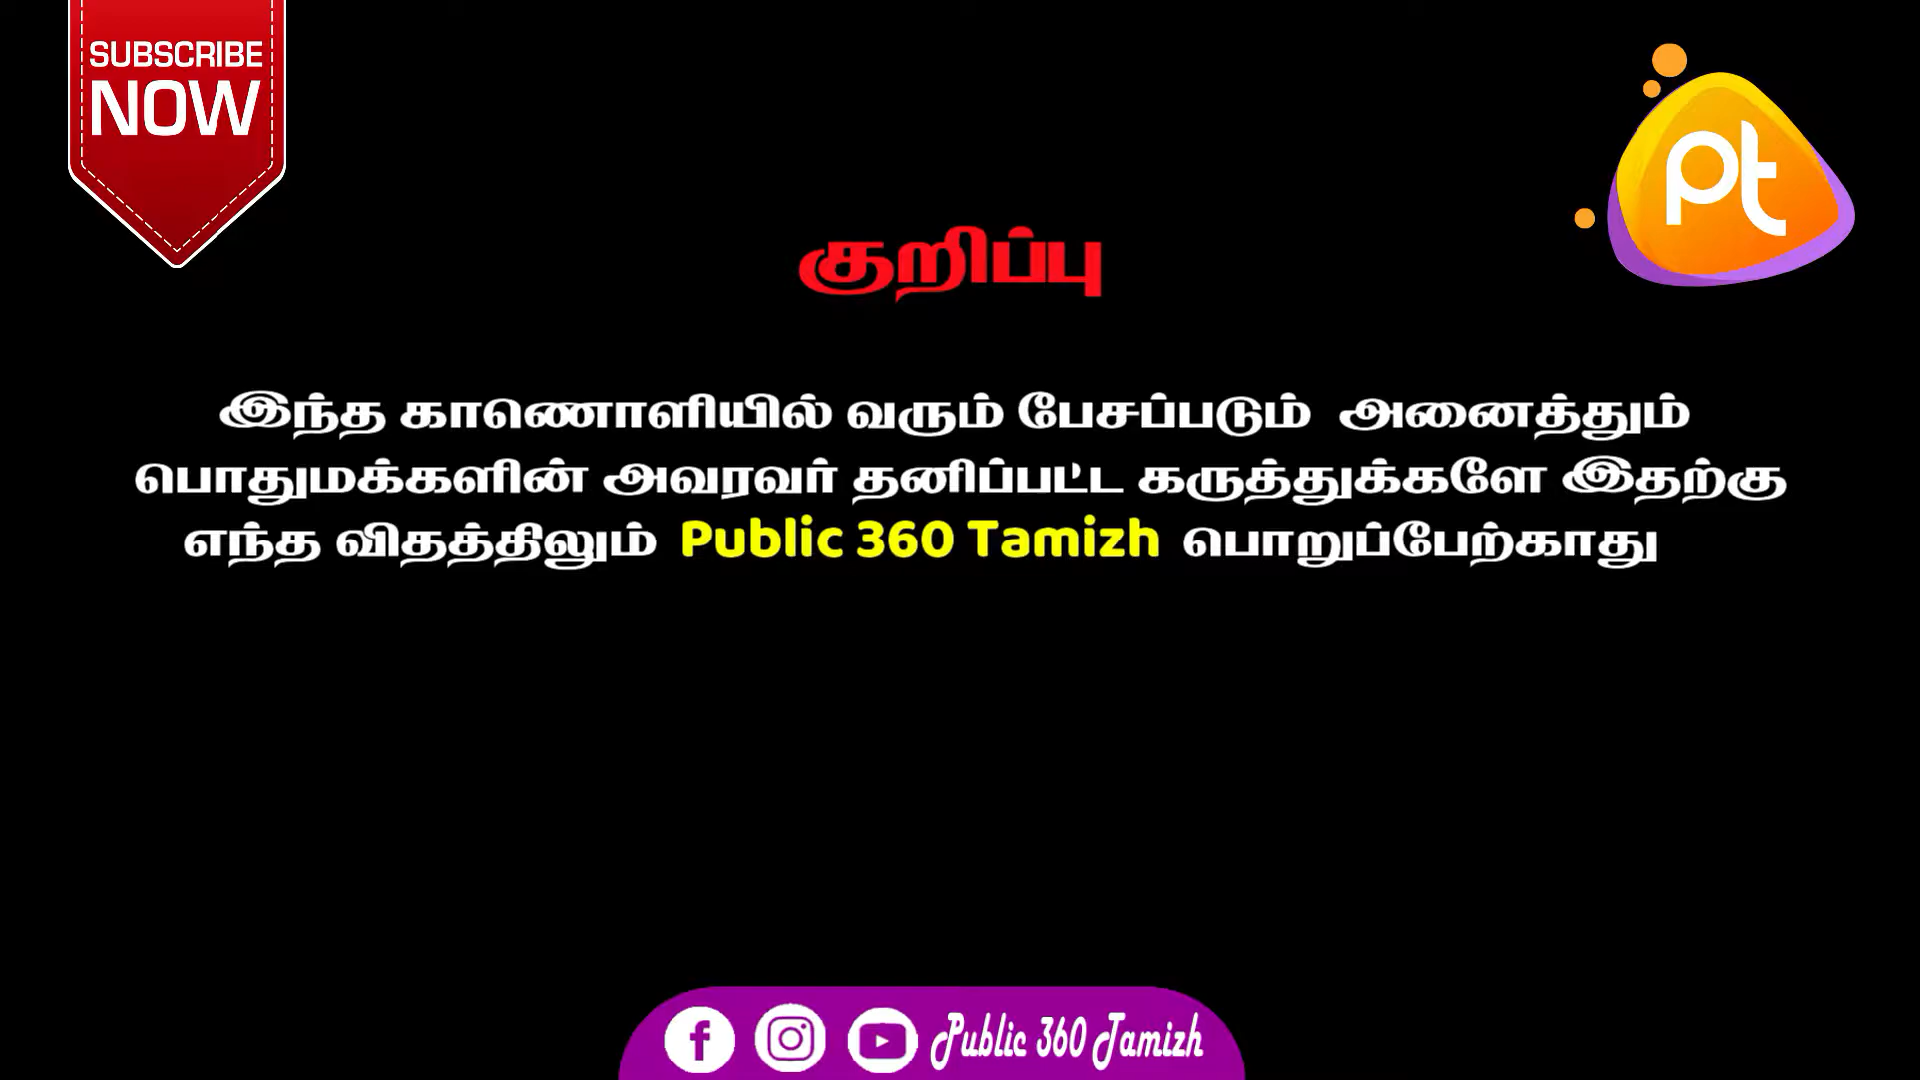 SUBSCRIBE
NOW
pt
குறிப்பு
இந்த காணொளியில் வரும் பேசப்படும் அனைத்தும்
பொதுமக்களின் அவரவர் தனிப்பட்ட கருத்துக்களே இதற்கு
எந்த விதத்திலும் Public 360 Tamizh பொறுப்பேற்காது
Public 360 Tamizh